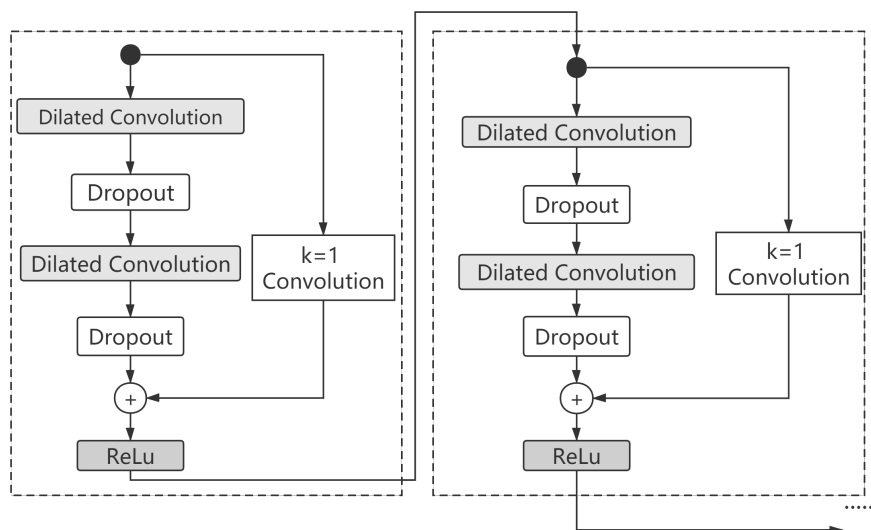 Dilated Convolution
Dropout
Dilated Convolution
k=1
Convolution
Dropout
+
ReLu
Dilated Convolution
Dropout
Dilated Convolution
k=1
Convolution
Dropout
+
ReLu
......